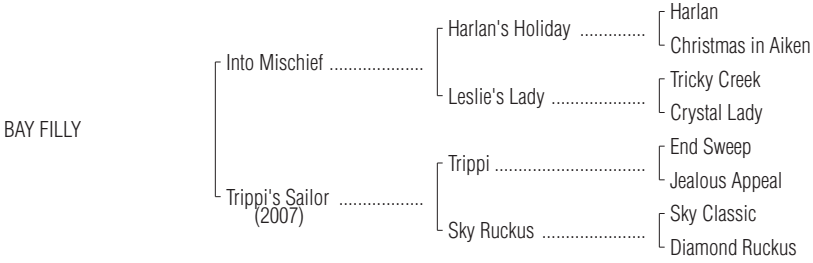 Harlan
Harlan's Holiday ..............
Christmas in Aiken
Into Mischief ....................
Tricky Creek
Leslie's Lady ....................
Crystal Lady
BAY FILLY
End Sweep
Trippi ................................
Jealous Appeal
Trippi's Sailor ..................
(2007)
Sky Classic
Sky Ruckus ......................
Diamond Ruckus